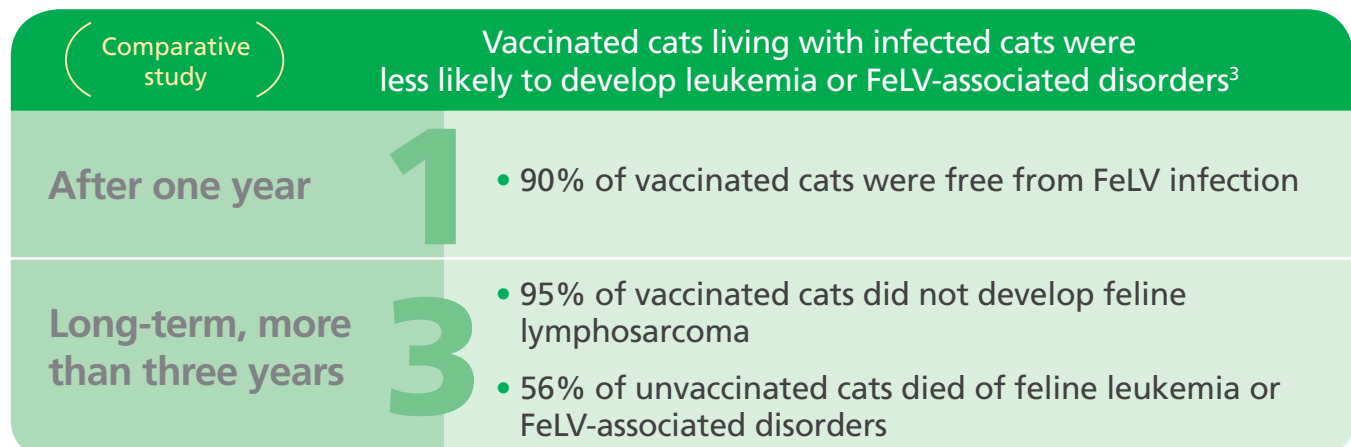 Comparative
study
Vaccinated cats living with infected cats were
less likely to develop leukemia or FeLV-associated disorders³
After one year
1
• 90% of vaccinated cats were free from FeLV infection
Long-term, more
than three years
3
• 95% of vaccinated cats did not develop feline
lymphosarcoma
• 56% of unvaccinated cats died of feline leukemia or
FeLV-associated disorders